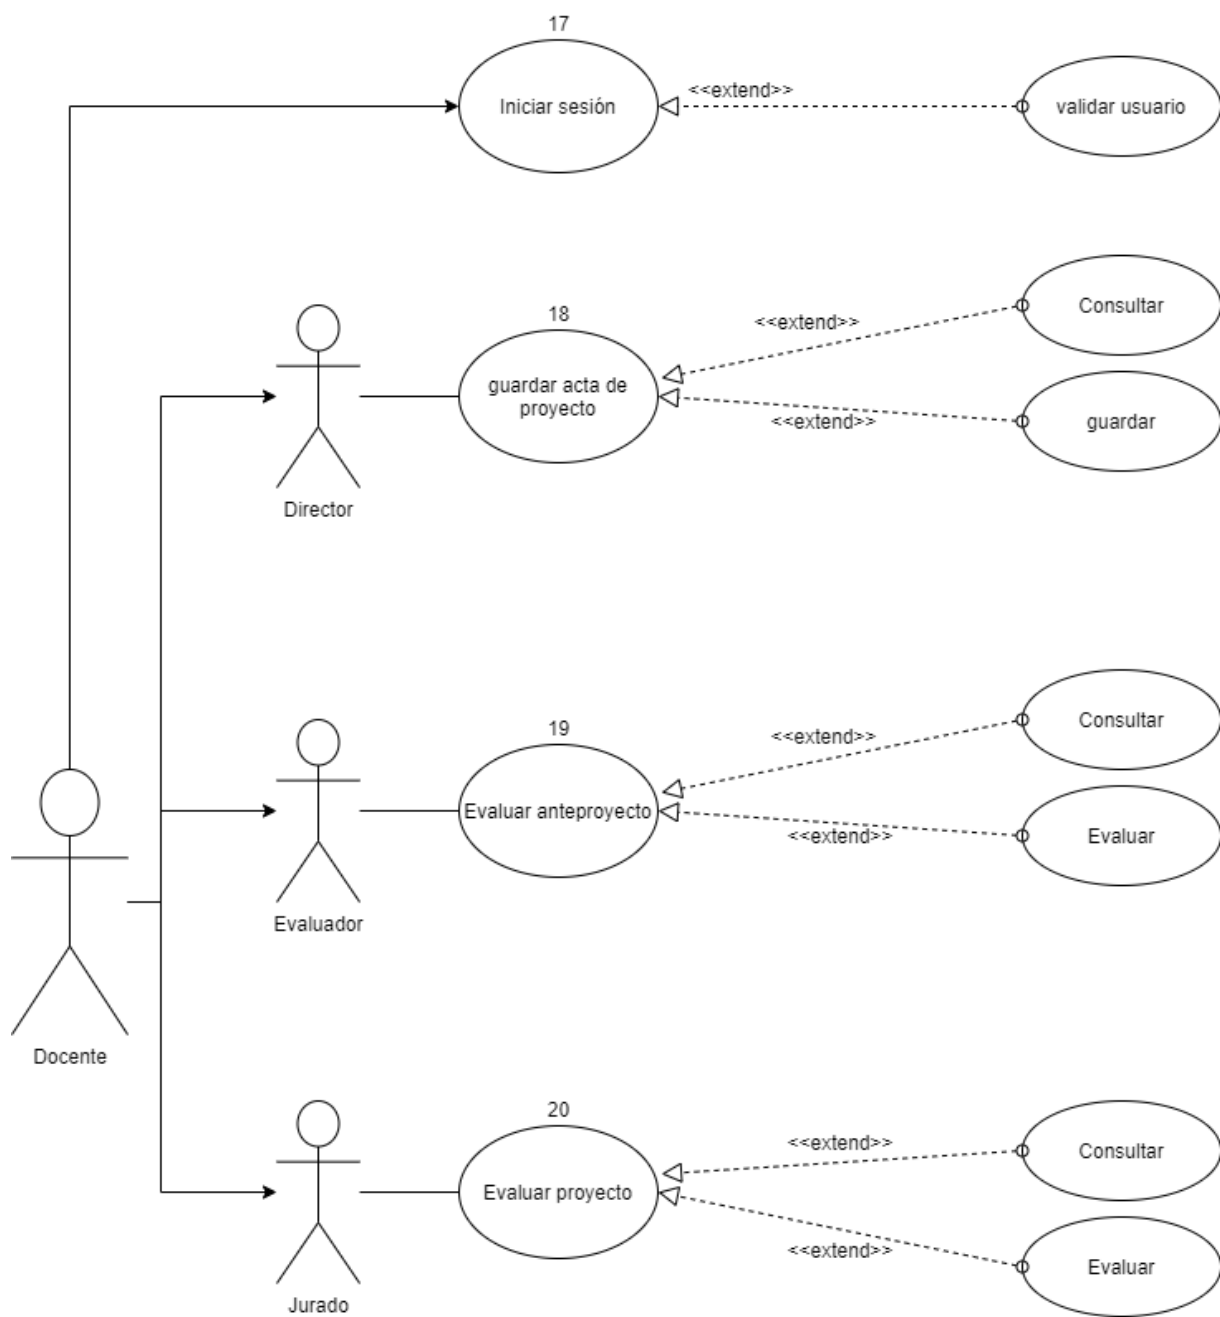 17
Iniciar sesión
<<extend>>
validar usuario
18
guardar acta de
proyecto
<<extend>>
Consultar
<<extend>>
guardar
Director
19
Evaluar anteproyecto
<<extend>>
Consultar
<<extend>>
Evaluar
Evaluador
Docente
20
Evaluar proyecto
<<extend>>
Consultar
<<extend>>
Evaluar
Jurado